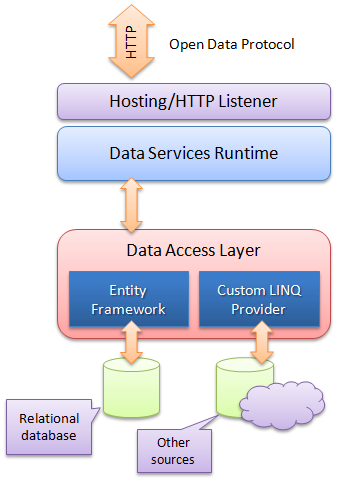 HTTP
Open Data Protocol
Hosting/HTTP Listener
Data Services Runtime
Data Access Layer
Entity
Framework
Custom LINQ
Provider
Relational
database
Other
sources